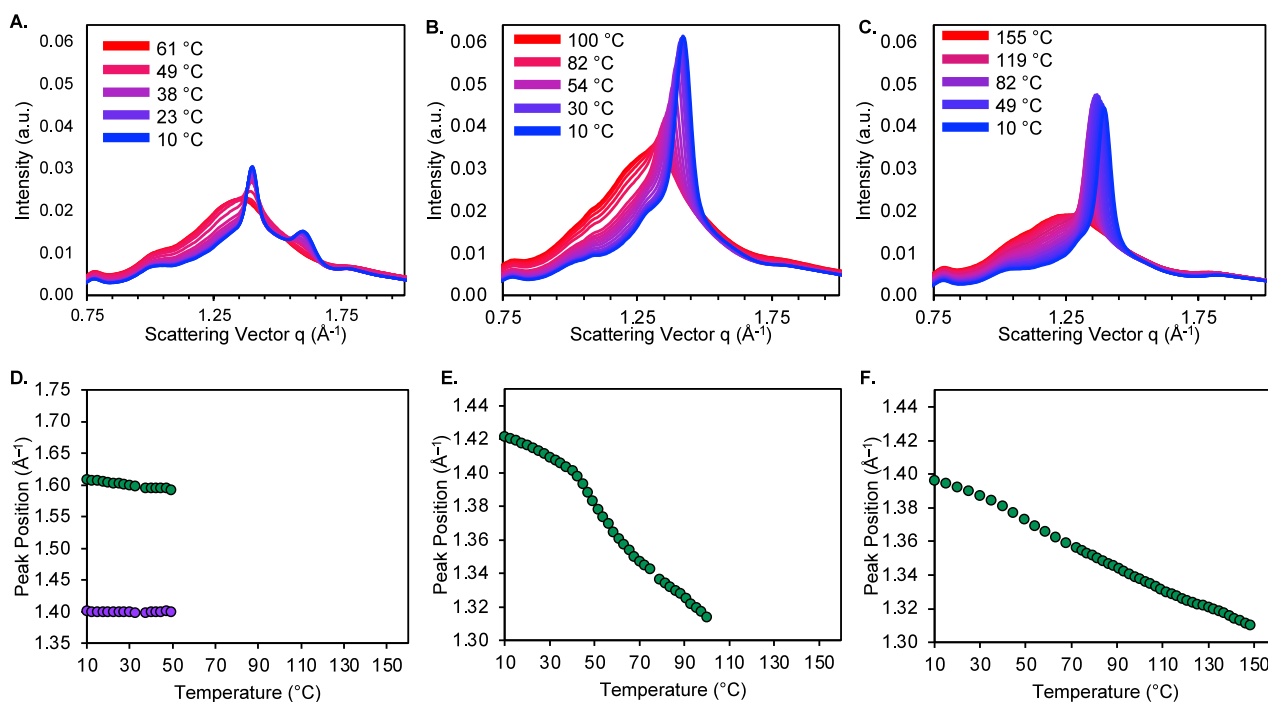 A.
0.06
0.05
0.04
0.03
0.02
0.01
0.00
Intensity (a.u.)
61 °C
49 °C
38 °C
23 °C
10 °C
0.75
1.25
1.75
Scattering Vector q (Å-1)
B.
0.06
0.05
0.04
0.03
0.02
0.01
0.00
Intensity (a.u.)
100 °C
82 °C
54 °C
30 °C
10 °C
0.75
1.25
1.75
Scattering Vector q (Å-1)
C.
0.06
0.05
0.04
0.03
0.02
0.01
0.00
Intensity (a.u.)
155 °C
119 °C
82 °C
49 °C
10 °C
0.75
1.25
1.75
Scattering Vector q (Å-1)
D.
1.75
1.70
1.65
1.60
1.55
1.50
1.45
1.40
1.35
Peak Position (Å–1)
10
30
50
70
90
110
130
150
Temperature (°C)
E.
1.44
1.42
1.40
1.38
1.36
1.34
1.32
1.30
Peak Position (Å–1)
10
30
50
70
90
110
130
150
Temperature (°C)
F.
1.44
1.42
1.40
1.38
1.36
1.34
1.32
1.30
Peak Position (Å–1)
10
30
50
70
90
110
130
150
Temperature (°C)